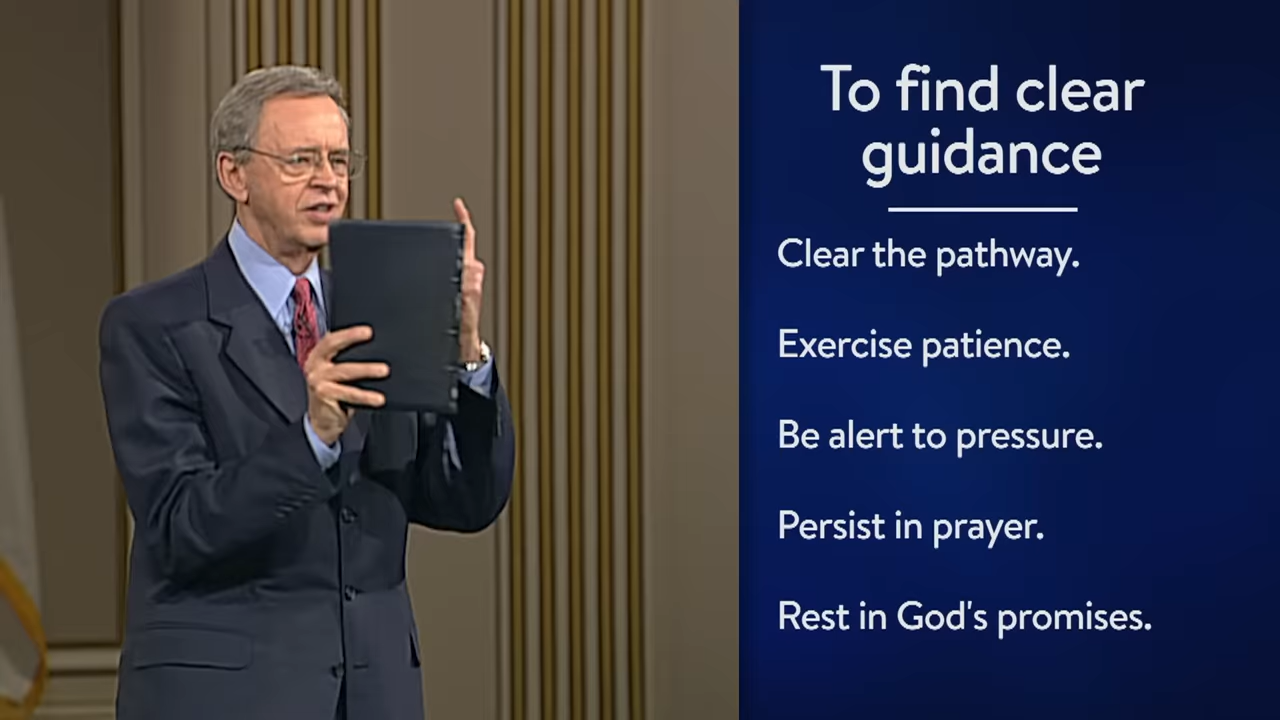 To find clear
guidance
Clear the pathway.
Exercise patience.
Be alert to pressure.
Persist in prayer.
Rest in God's promises.